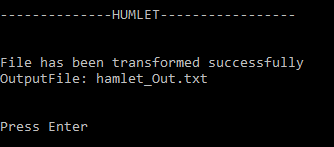 --------------HUMLET-----------------
File has been transformed successfully
OutputFile: hamlet_Out.txt
Press Enter